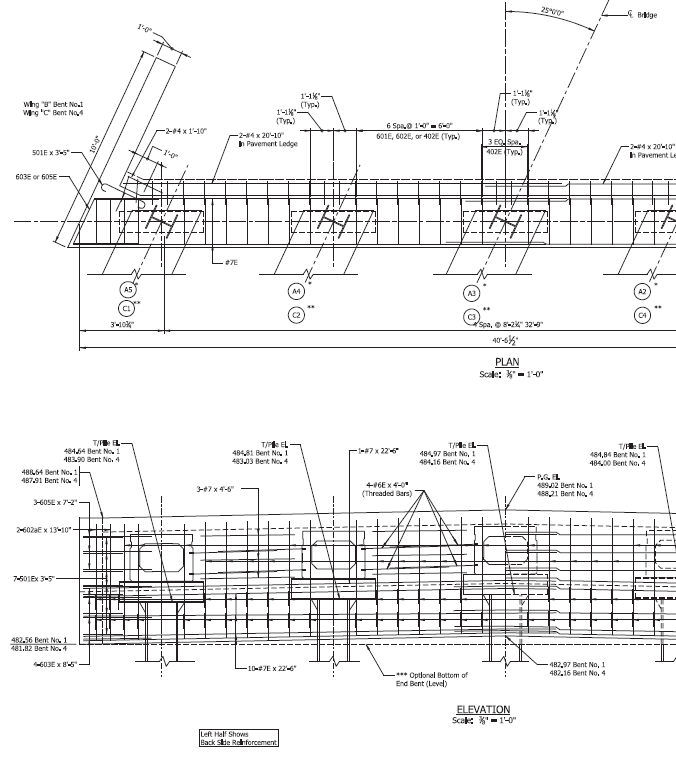 25°0'0"
℄ Bridge
1'-0"
Wing "B" Bent No.1
Wing "C" Bent No.4
10'-0"
1'-1⅛"
(Typ.)
1'-1⅛"
(Typ.)
6 Spa. @ 1'-0" = 6'-0"
601E, 602E, or 402E (Typ.)
1'-1⅛"
(Typ.)
1'-1⅛"
(Typ.)
3 EQ. Spa.
402E (Typ.)
2-#4 x 1'-10"
2-#4 x 20'-10"
In Pavement Ledge
2-#4 x 20'-10"
In Pavement Led
501E x 3'-5"
1'-0"
603E or 605E
#7E
A5 *
C1 **
A4 *
C2 **
A3 *
C3 **
A2 *
C4 **
3'-10¾"
4 Spa. @ 8'-2¼" 32'-9"
40'-6½"
PLAN
Scale: ⅜" = 1'-0"
T/Pile El.
484.64 Bent No. 1
483.90 Bent No. 4
T/Pile El.
484.81 Bent No. 1
483.03 Bent No. 4
1-#7 x 22'-6"
T/Pile El.
484.97 Bent No. 1
484.16 Bent No. 4
T/Pile El.
484.84 Bent No. 1
484.00 Bent No. 4
488.64 Bent No. 1
487.91 Bent No. 4
P.G. El.
489.02 Bent No. 1
488.21 Bent No. 4
3-#7 x 4'-6"
4-#6E x 4'-0"
(Threaded Bars)
3-605E x 7'-2"
2-602aE x 13'-10"
7-501Ex 3'-5"
482.56 Bent No. 1
481.82 Bent No. 4
4-603E x 8'-5"
10-#7E x 22'-6"
*** Optional Bottom of
End Bent (Level)
482.97 Bent No. 1
482.16 Bent No. 4
ELEVATION
Scale: ⅜" = 1'-0"
Left Half Shows
Back Side Reinforcement